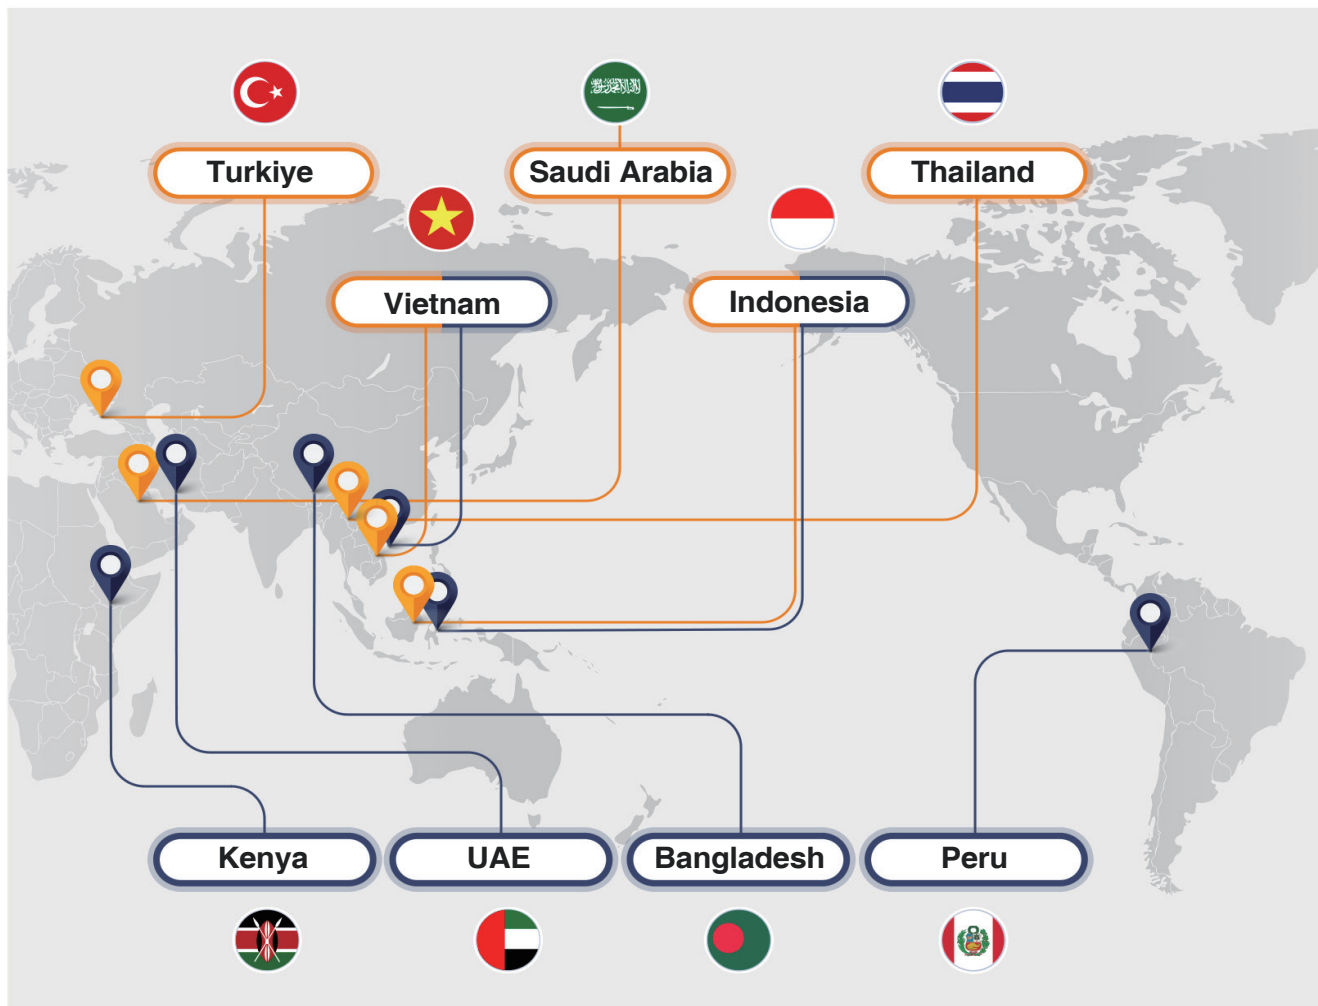 Turkiye
Saudi Arabia
Thailand
Vietnam
Indonesia
Kenya
UAE
Bangladesh
Peru